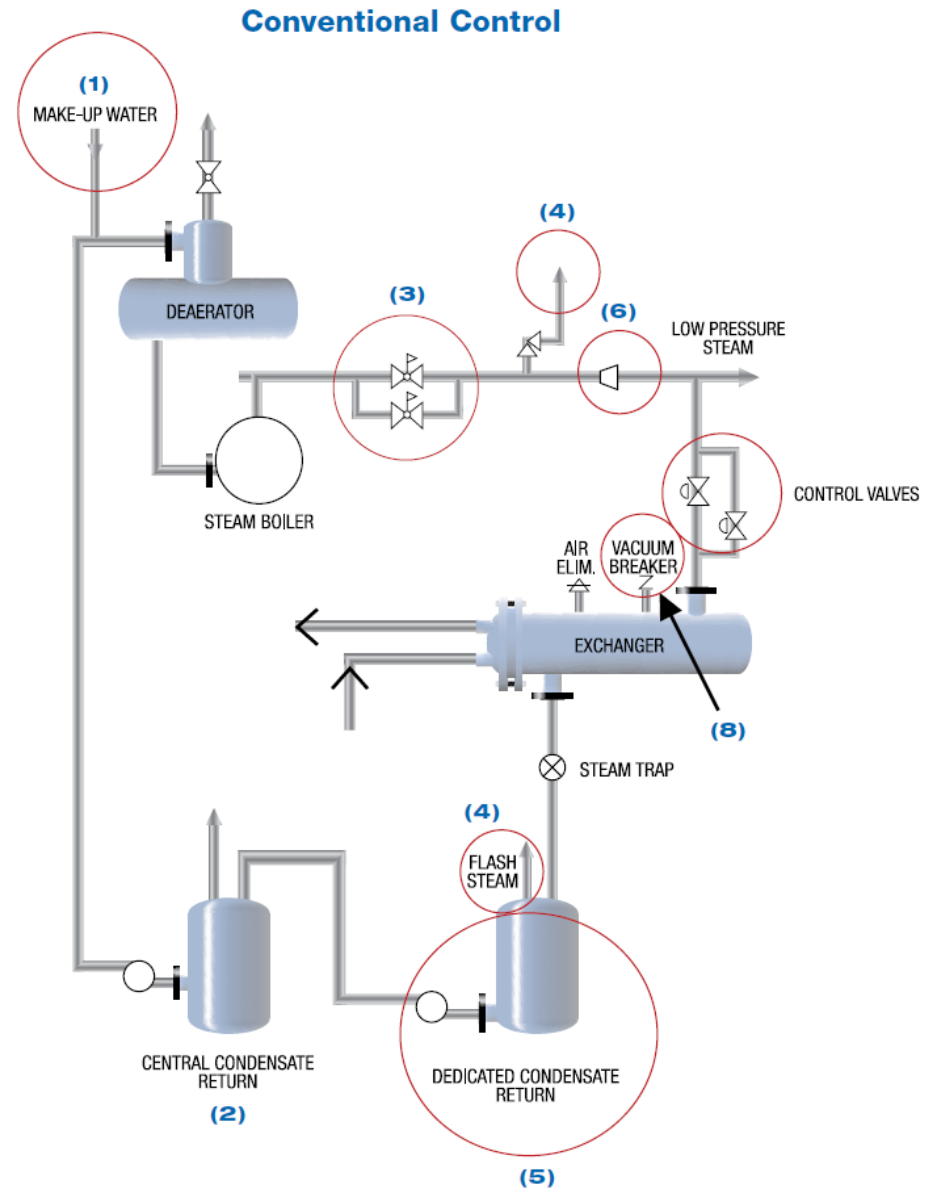 Conventional Control
(1)
MAKE-UP WATER
(4)
(3)
(6)
DEAERATOR
LOW PRESSURE
STEAM
STEAM BOILER
CONTROL VALVES
AIR
ELIM.
VACUUM
BREAKER
EXCHANGER
(8)
STEAM TRAP
(4)
FLASH
STEAM
CENTRAL CONDENSATE
RETURN
(2)
DEDICATED CONDENSATE
RETURN
(5)